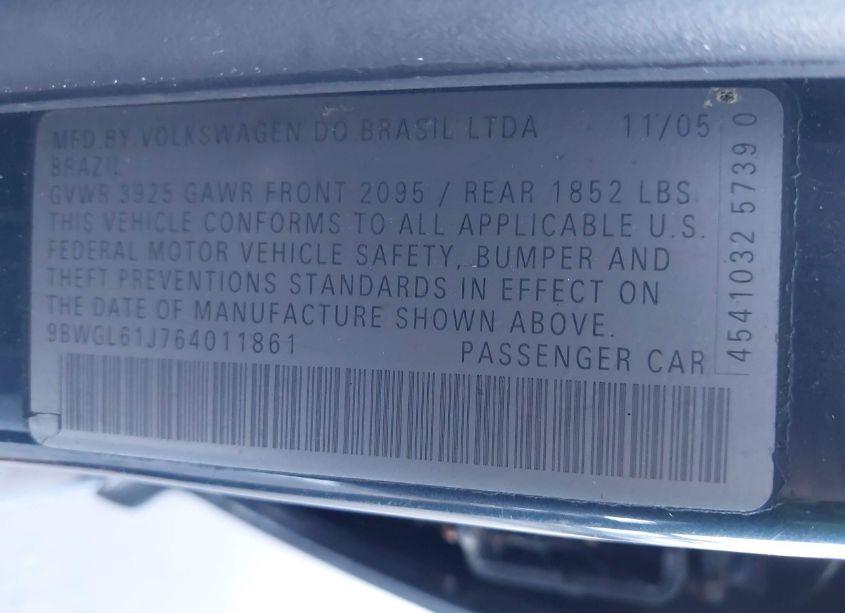 MFD.BY VOLKSWAGEN DO BRASIL LTDA 11/05
BRAZIL
GVWR 3925 GAWR FRONT 2095 / REAR 1852 LBS
THIS VEHICLE CONFORMS TO ALL APPLICABLE U.S.
FEDERAL MOTOR VEHICLE SAFETY, BUMPER AND
THEFT PREVENTIONS STANDARDS IN EFFECT ON
THE DATE OF MANUFACTURE SHOWN ABOVE.
9BWGL61J764011861 PASSENGER CAR
4541032 5739 0